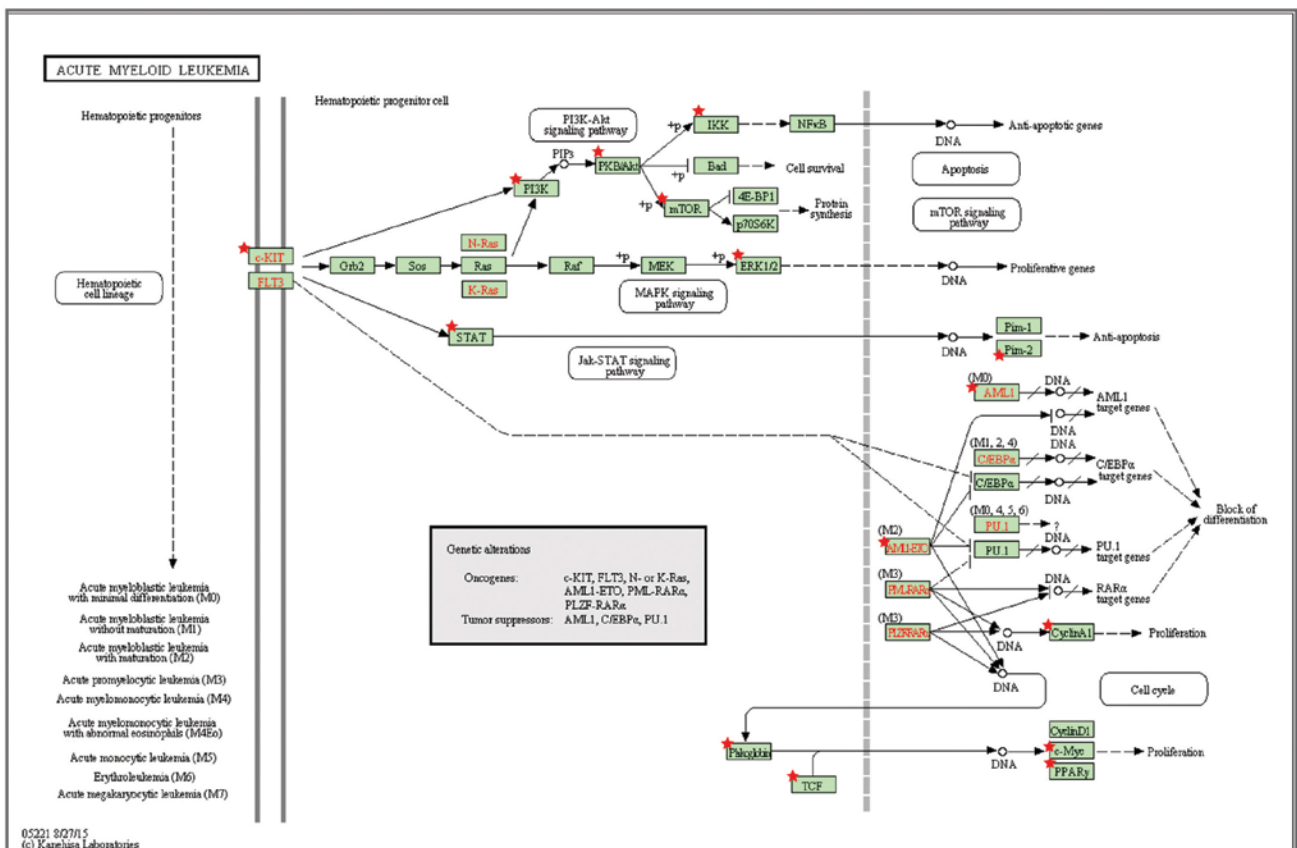 ACUTE MYELOID LEUKEMIA
Hematopoietic progenitors
Hematopoietic progenitor cell
PI3K-Akt
signaling pathway
+p
IKK
NFκB
DNA
Anti-apoptotic genes
PIP3
PKB/Akt
+p
Bad
Cell survival
Apoptosis
PI3K
+p
mTOR
4E-BP1
p70S6K
Protein
synthesis
mTOR signaling
pathway
c-KIT
FLT3
Grb2
Sos
N-Ras
Ras
K-Ras
Raf
+p
MEK
+p
ERK1/2
DNA
Proliferative genes
MAPK signaling
pathway
Hematopoietic
cell lineage
STAT
Jak-STAT signaling
pathway
DNA
Pim-1
Pim-2
Anti-apoptosis
(M0)
AML1
DNA
AML1
target genes
DNA
(M1, 2, 4)
C/EBPα
DNA
C/EBPα
target genes
C/EBPα
DNA
(M0, 4, 5, 6)
PU.1
?
PU.1
DNA
PU.1
target genes
Block of
differentiation
(M2)
AML1-ETO
(M3)
PML-RARα
DNA
RARα
target genes
(M3)
PLZF-RARα
DNA
CyclinA1
Proliferation
DNA
Cell cycle
Genetic alterations
Oncogenes: c-KIT, FLT3, N- or K-Ras,
AML1-ETO, PML-RARα,
PLZF-RARα
Tumor suppressors: AML1, C/EBPα, PU.1
Plakoglobin
TCF
DNA
CyclinD1
c-Myc
PPARγ
Proliferation
Acute myeloblastic leukemia
with minimal differentiation (M0)
Acute myeloblastic leukemia
without maturation (M1)
Acute myeloblastic leukemia
with maturation (M2)
Acute promyelocytic leukemia (M3)
Acute myelomonocytic leukemia (M4)
Acute myelomonocytic leukemia
with abnormal eosinophils (M4Eo)
Acute monocytic leukemia (M5)
Erythroleukemia (M6)
Acute megakaryocytic leukemia (M7)
05221 8/27/15
(c) Kanehisa Laboratories